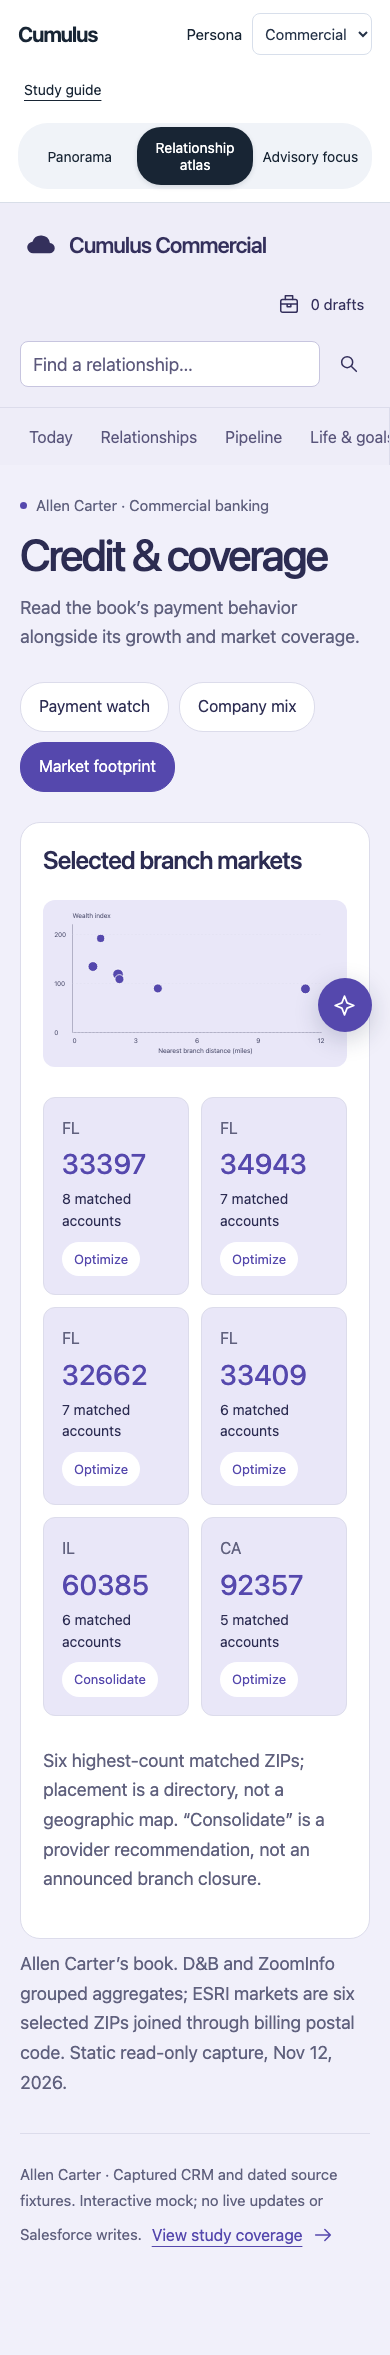 Cumulus
Persona
Commercial
Study guide
Panorama
Relationship
atlas
Advisory focus
Cumulus Commercial
0 drafts
Find a relationship...
Today
Relationships
Pipeline
Life & goals
Allen Carter · Commercial banking
Credit & coverage
Read the book’s payment behavior
alongside its growth and market coverage.
Payment watch
Company mix
Market footprint
Selected branch markets
Wealth index
200
100
0
0
3
6
9
12
Nearest branch distance (miles)
FL
33397
8 matched
accounts
Optimize
FL
34943
7 matched
accounts
Optimize
FL
32662
7 matched
accounts
Optimize
FL
33409
6 matched
accounts
Optimize
IL
60385
6 matched
accounts
Consolidate
CA
92357
5 matched
accounts
Optimize
Six highest-count matched ZIPs;
placement is a directory, not a
geographic map. “Consolidate” is a
provider recommendation, not an
announced branch closure.
Allen Carter’s book. D&B and ZoomInfo
grouped aggregates; ESRI markets are six
selected ZIPs joined through billing postal
code. Static read-only capture, Nov 12,
2026.
Allen Carter · Captured CRM and dated source
fixtures. Interactive mock; no live updates or
Salesforce writes. View study coverage